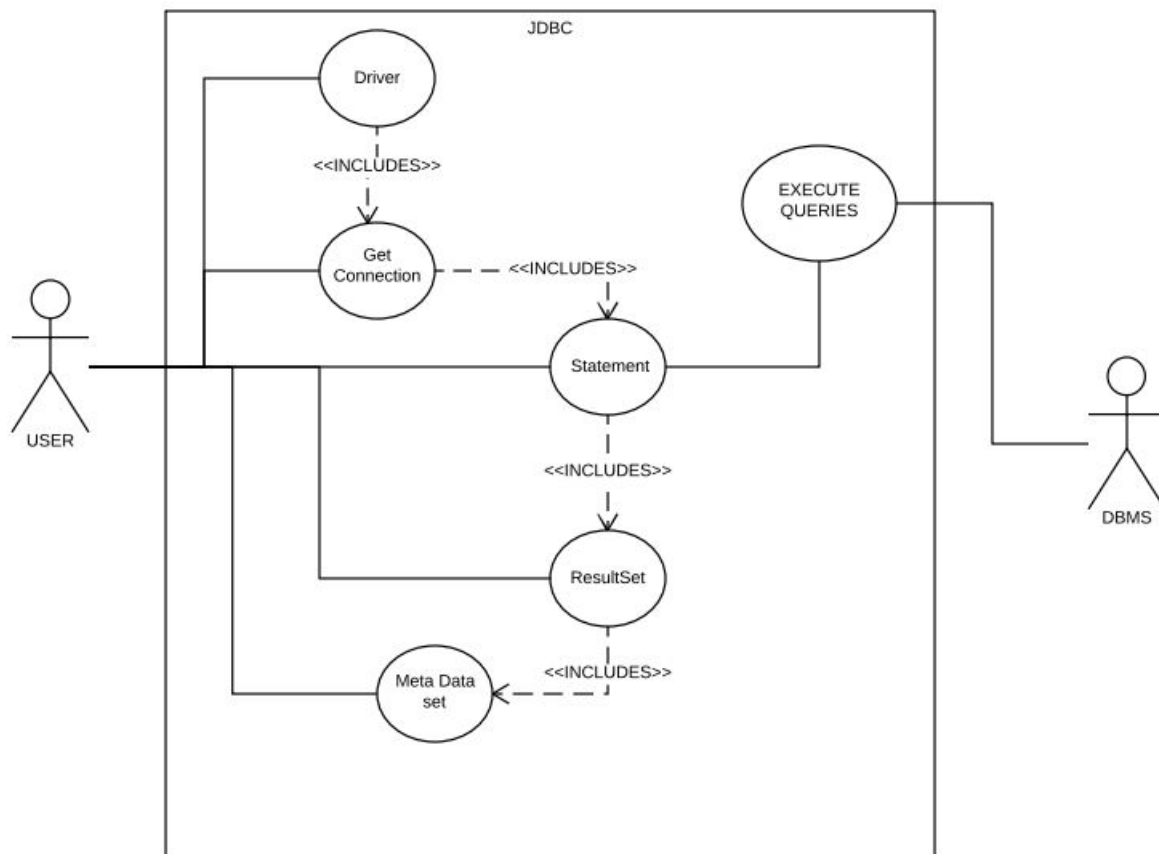 JDBC
Driver
<<INCLUDES>>
EXECUTE
QUERIES
Get
Connection
<<INCLUDES>>
Statement
USER
<<INCLUDES>>
DBMS
ResultSet
<<INCLUDES>>
Meta Data
set